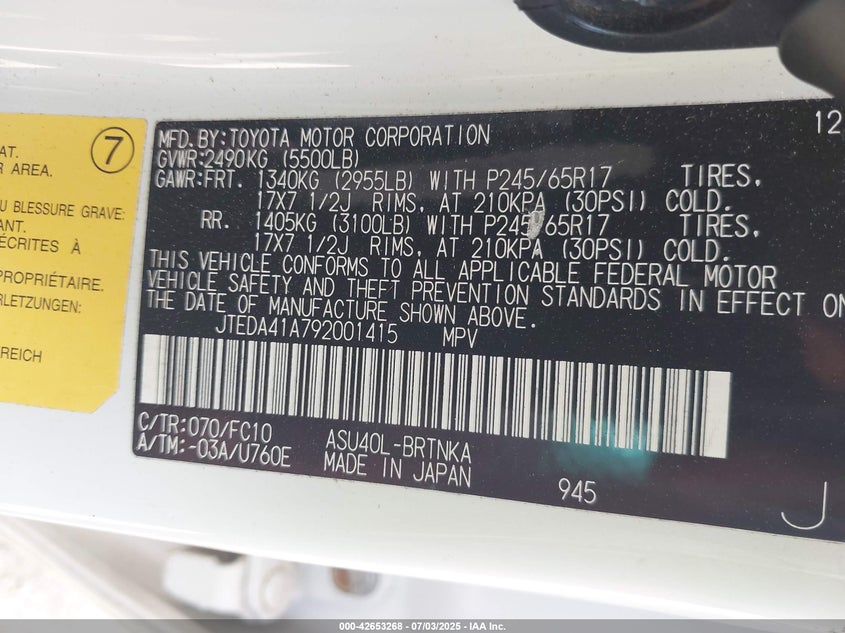 AT.
R AREA.
U BLESSURE GRAVE:
ANT.
ÉCRITES À
PROPRIÉTAIRE.
RLETZUNGEN:
REICH
7
12
MFD. BY: TOYOTA MOTOR CORPORATION
GVWR: 2490KG (5500LB)
GAWR: FRT. 1340KG (2955LB) WITH P245/65R17 TIRES,
17X7 1/2J RIMS, AT 210KPA (30PSI) COLD.
RR. 1405KG (3100LB) WITH P245/65R17 TIRES,
17X7 1/2J RIMS, AT 210KPA (30PSI) COLD.
THIS VEHICLE CONFORMS TO ALL APPLICABLE FEDERAL MOTOR
VEHICLE SAFETY AND THEFT PREVENTION STANDARDS IN EFFECT ON
THE DATE OF MANUFACTURE SHOWN ABOVE.
JTEDA41A792001415 MPV
C/TR: 070/FC10 ASU40L-BRTNKA
A/TM: -03A/U760E MADE IN JAPAN
945
J
000-42653268 - 07/03/2025 - IAA Inc.